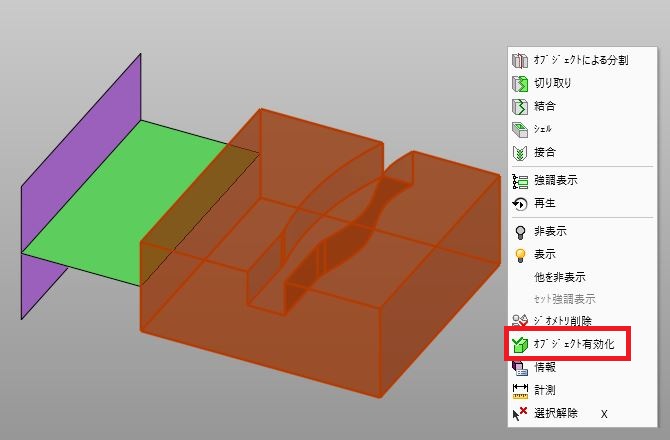 ｵﾌﾞｼﾞｪｸﾄによる分割
切り取り
結合
ｼｪﾙ
接合
強調表示
再生
非表示
表示
他を非表示
ｾｯﾄ強調表示
ｼﾞｵﾒﾄﾘ削除
ｵﾌﾞｼﾞｪｸﾄ有効化
情報
計測
選択解除 X